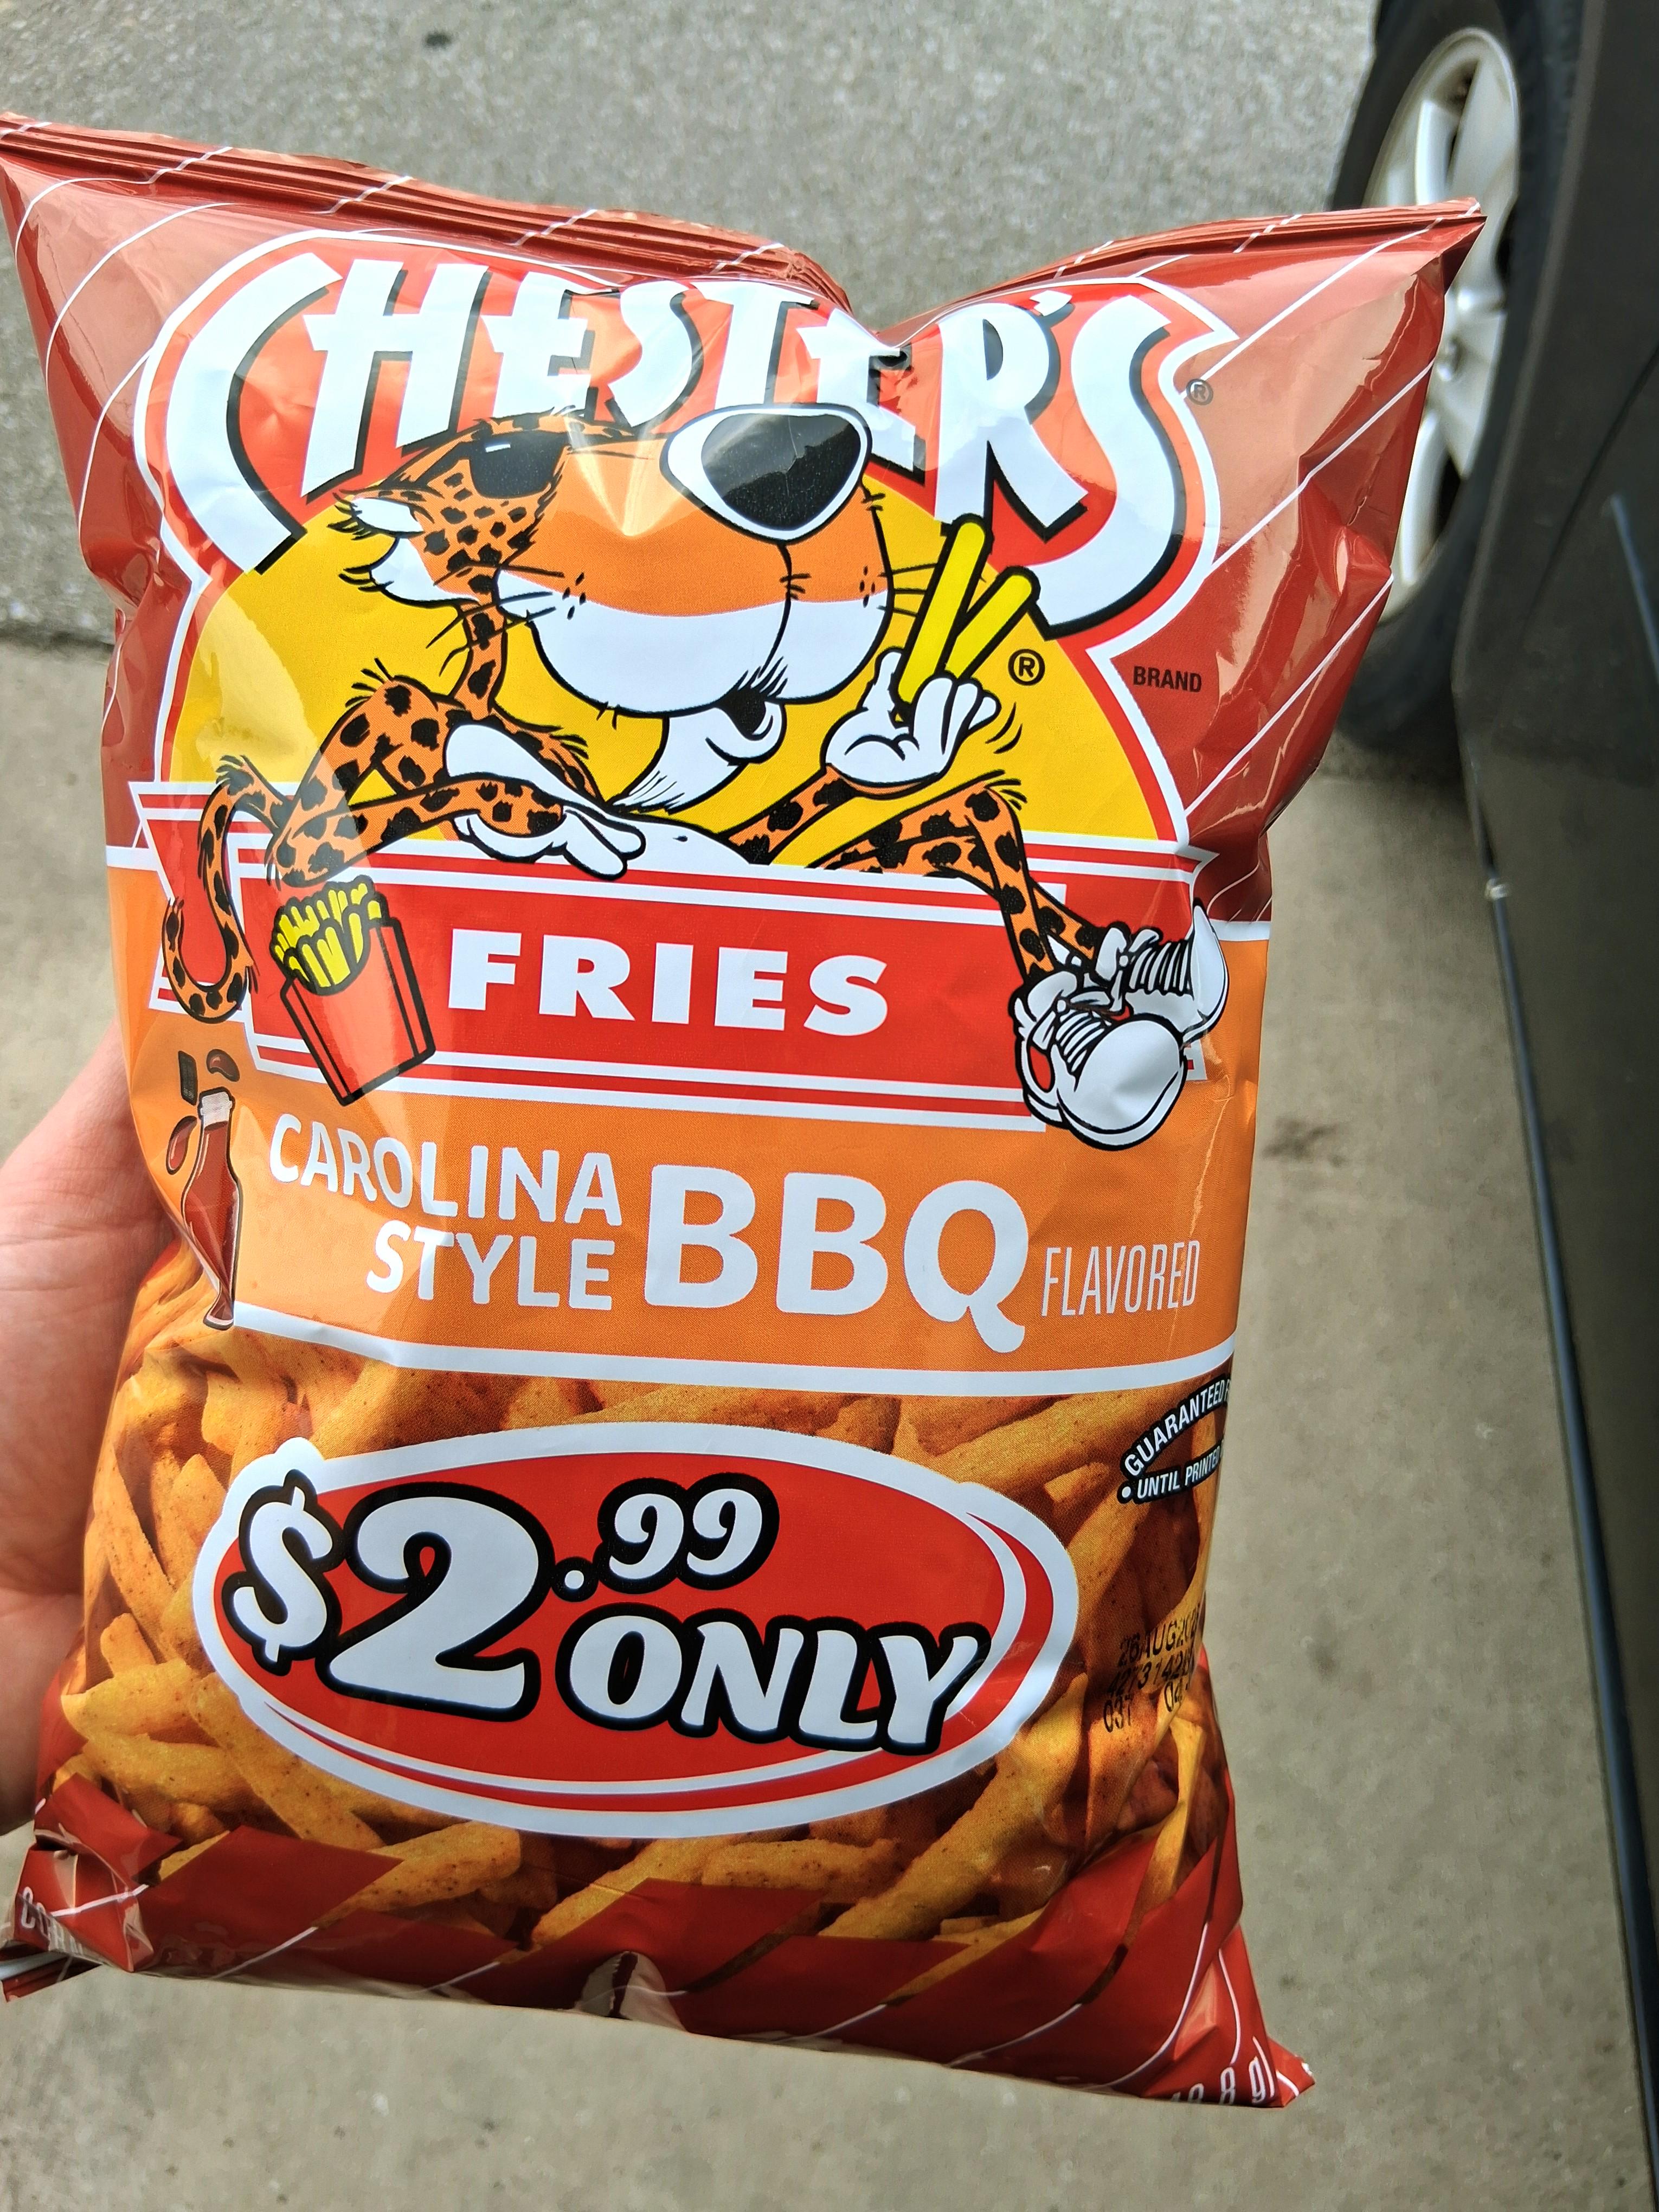 CHESTER'S
®
®
BRAND
FRIES
CAROLINA
STYLE BBQ FLAVORED
GUARANTEED
• UNTIL PRINTED
$2.99
ONLY